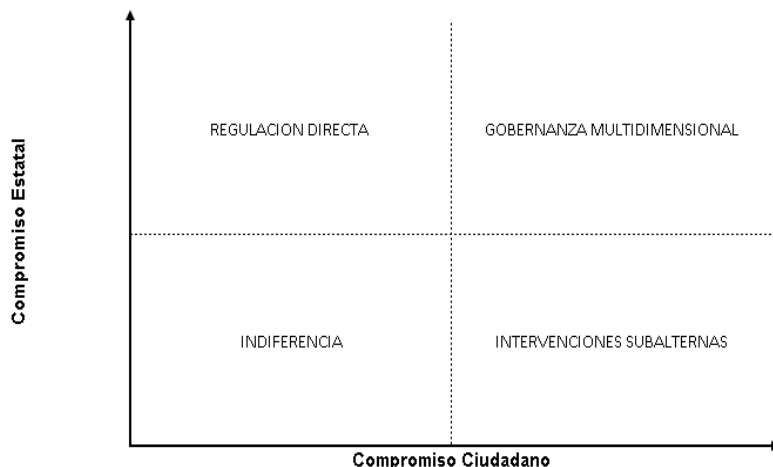 REGULACION DIRECTA
GOBERNANZA MULTIDIMENSIONAL
Compromiso Estatal
INDIFERENCIA
INTERVENCIONES SUBALTERNAS
Compromiso Ciudadano